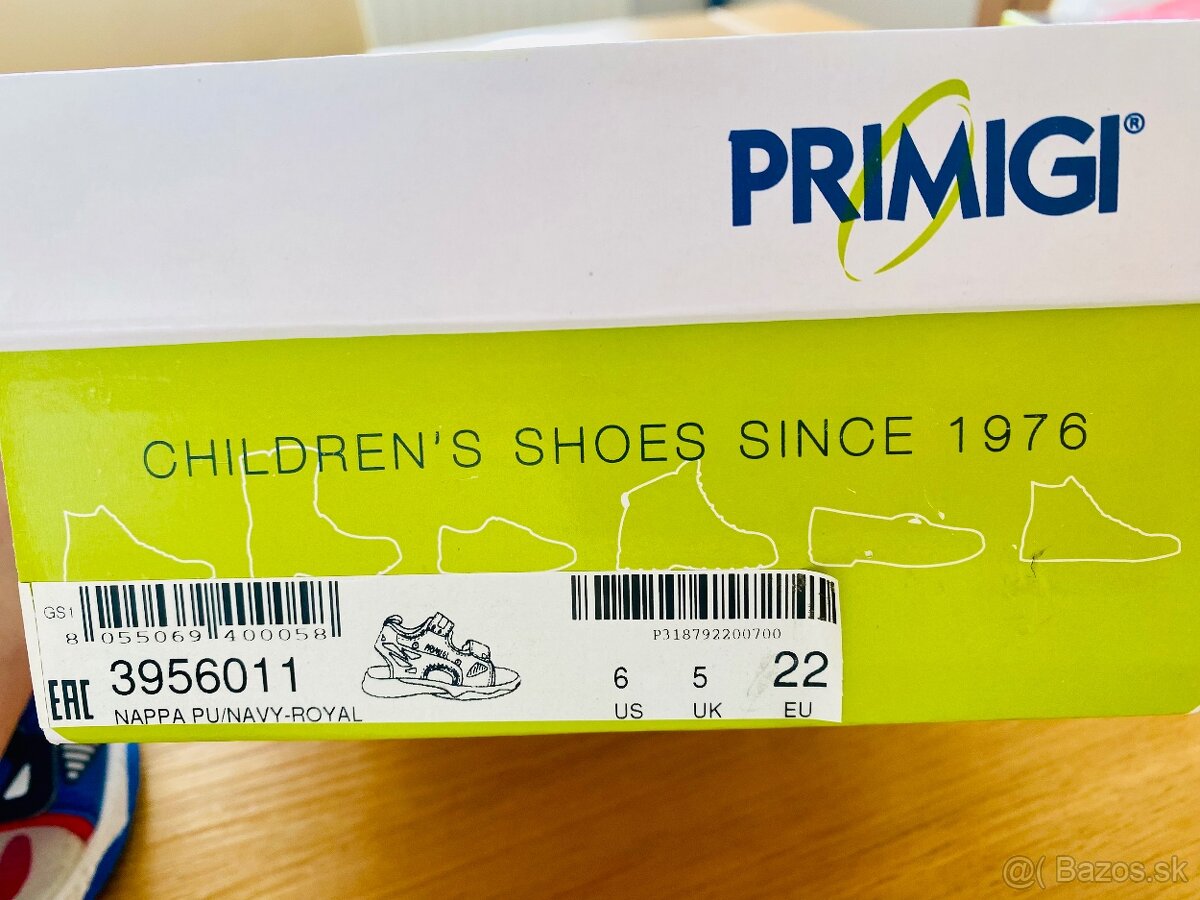 PRIMIGI®
CHILDREN'S SHOES SINCE 1976
GS1
8 055069 400058
P318792200700
3956011
EAC
NAPPA PU/NAVY-ROYAL
6 5 22
US UK EU
@( Bazos.sk